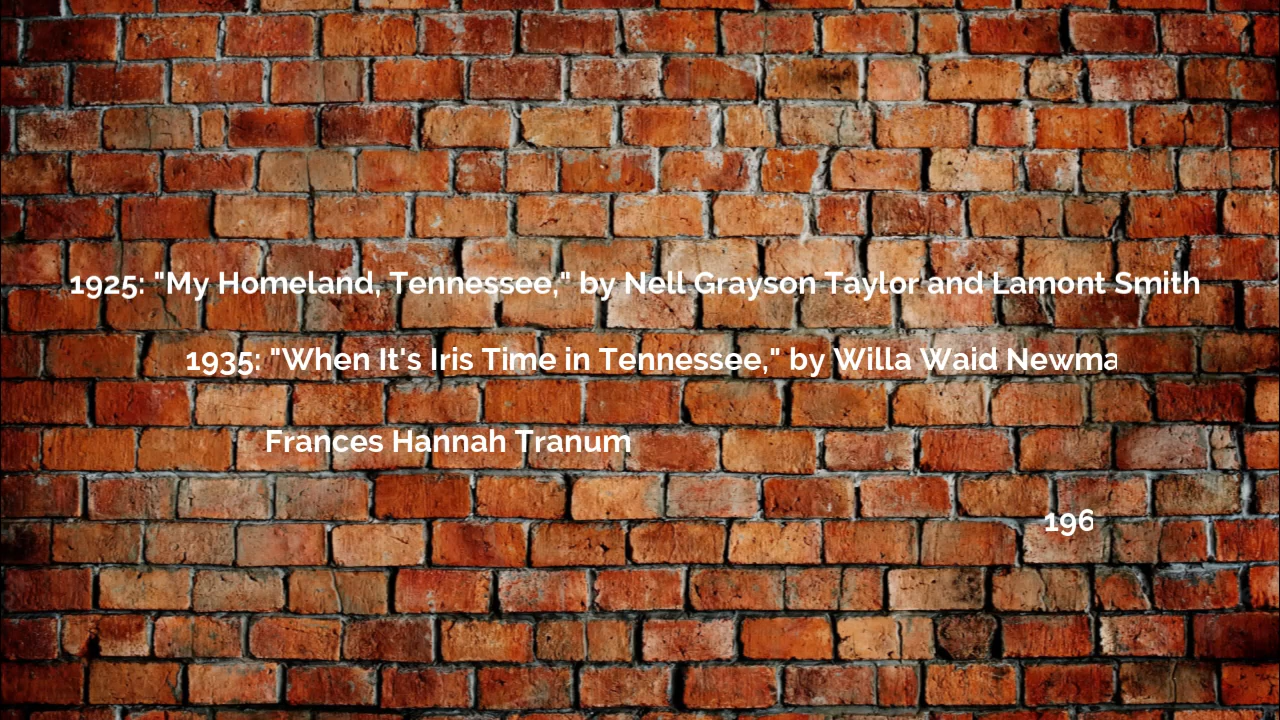 1925: "My Homeland, Tennessee," by Nell Grayson Taylor and Lamont Smith
1935: "When It's Iris Time in Tennessee," by Willa Waid Newma
Frances Hannah Tranum
196